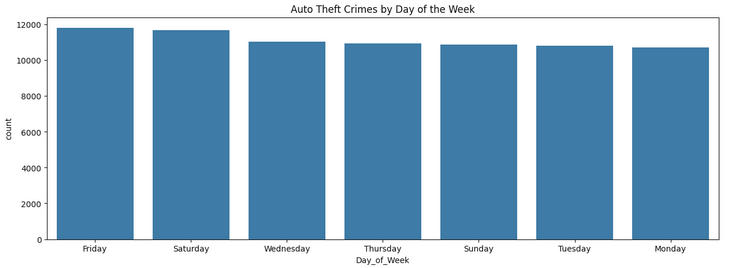 Auto Theft Crimes by Day of the Week
12000
10000
8000
6000
4000
2000
0
count
Friday Saturday Wednesday Thursday Sunday Tuesday Monday
Day_of_Week